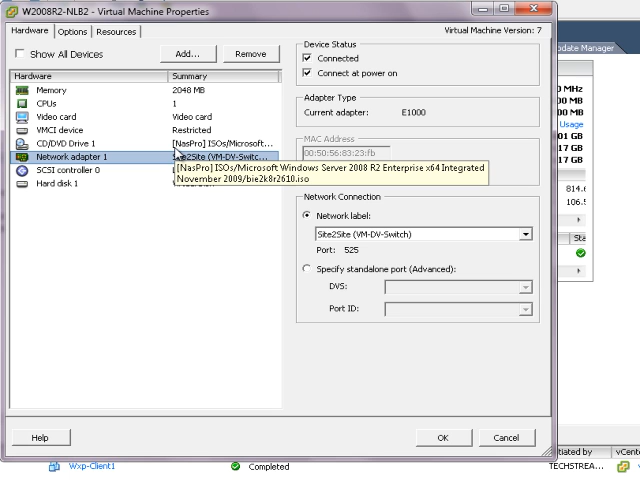 W2008R2-NLB2 - Virtual Machine Properties
Hardware Options Resources
Virtual Machine Version: 7
pdate Manager
Show All Devices
Add...
Remove
Hardware Summary
Memory 2048 MB
CPUs 1
Video card Video card
VMCI device Restricted
CD/DVD Drive 1 [NasPro] ISOs/Microsoft...
Network adapter 1 Site2Site (VM-DV-Switc...
SCSI controller 0
Hard disk 1
[NasPro] ISOs/Microsoft Windows Server 2008 R2 Enterprise x64 Integrated
November 2009/bie2k8r2610.iso
Device Status
Connected
Connect at power on
Adapter Type
Current adapter: E1000
MAC Address
00:50:56:83:23:fb
Network Connection
Network label:
Site2Site (VM-DV-Switch)
Port: 525
Specify standalone port (Advanced):
DVS:
Port ID:
MHz
00 MB
00 MB
Usage
01 GB
17 GB
17 GB
814.6
106.5
Sta
Help
OK
Cancel
tiated by vCente
Wxp-Client1 Completed TECHSTREA...